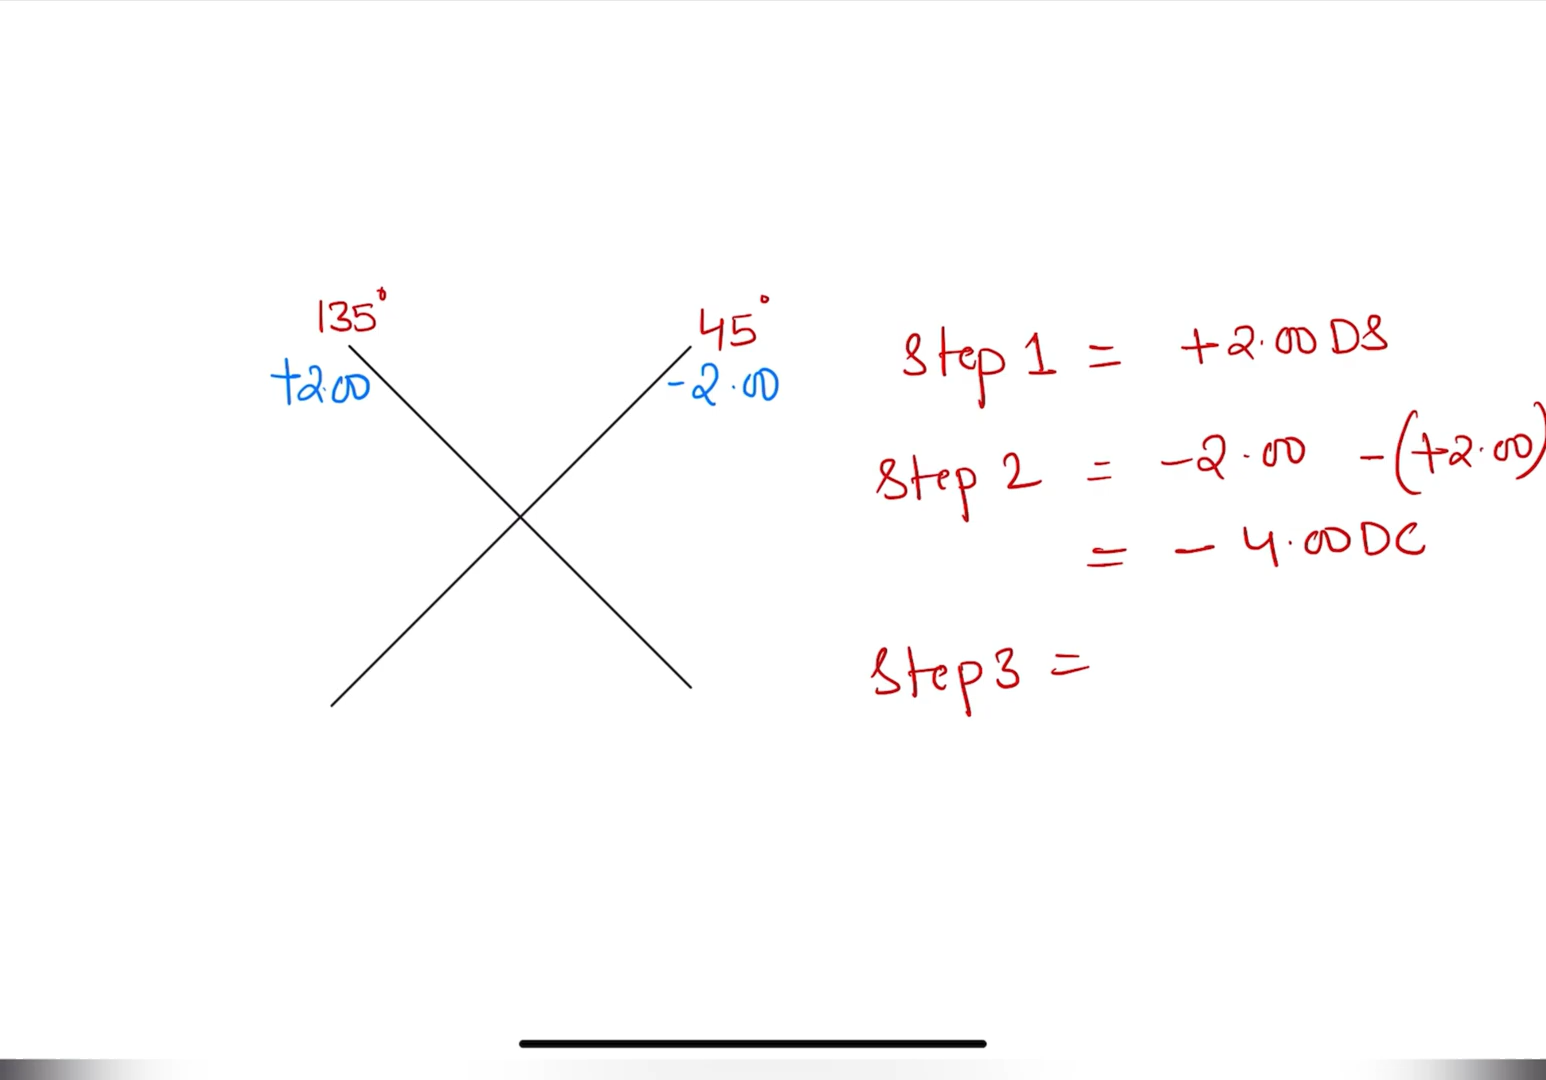 135°
+2.00
45°
-2.00
Step 1 = +2.00 DS
Step 2 = -2.00 -(+2.00)
= - 4.00 DC
Step 3 =